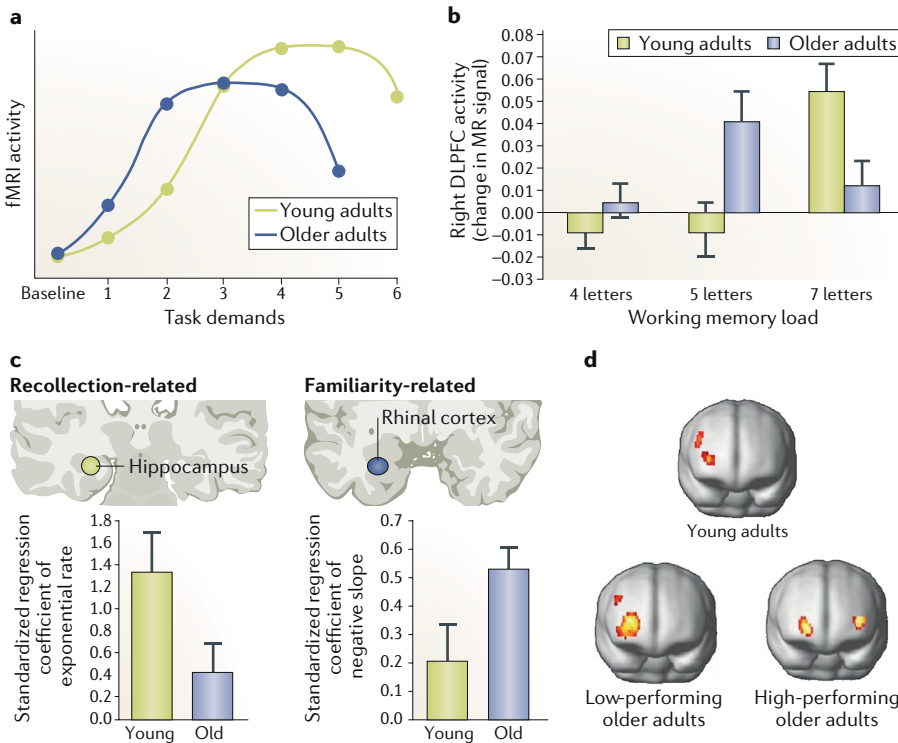 a
fMRI activity
Young adults
Older adults
Baseline 1 2 3 4 5 6
Task demands
b
Right DLPFC activity
(change in MR signal)
0.08
0.07
0.06
0.05
0.04
0.03
0.02
0.01
0.00
−0.01
−0.02
−0.03
Young adults Older adults
4 letters 5 letters 7 letters
Working memory load
c
Recollection-related
Hippocampus
Standardized regression
coefficient of
exponential rate
1.8
1.6
1.4
1.2
1.0
0.8
0.6
0.4
0.2
0.0
Young Old
Familiarity-related
Rhinal cortex
Standardized regression
coefficient of
negative slope
0.7
0.6
0.5
0.4
0.3
0.2
0.1
0.0
Young Old
d
Young adults
Low-performing
older adults
High-performing
older adults